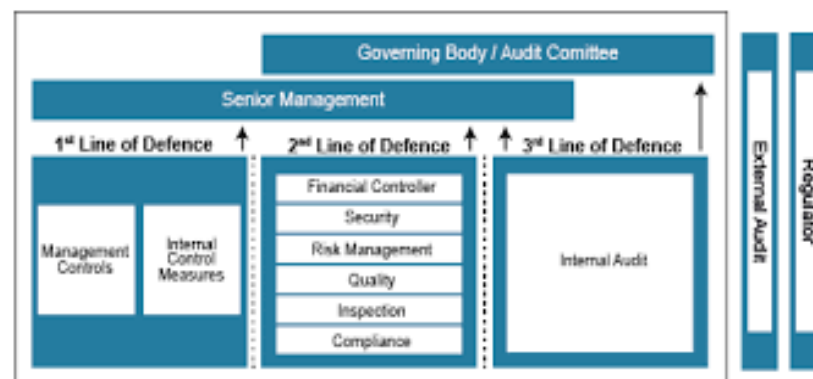 Governing Body / Audit Comittee
Senior Management
1st Line of Defence
2nd Line of Defence
3rd Line of Defence
Management
Controls
Internal
Control
Measures
Financial Controller
Security
Risk Management
Quality
Inspection
Compliance
Internal Audit
External Audit
Regulator